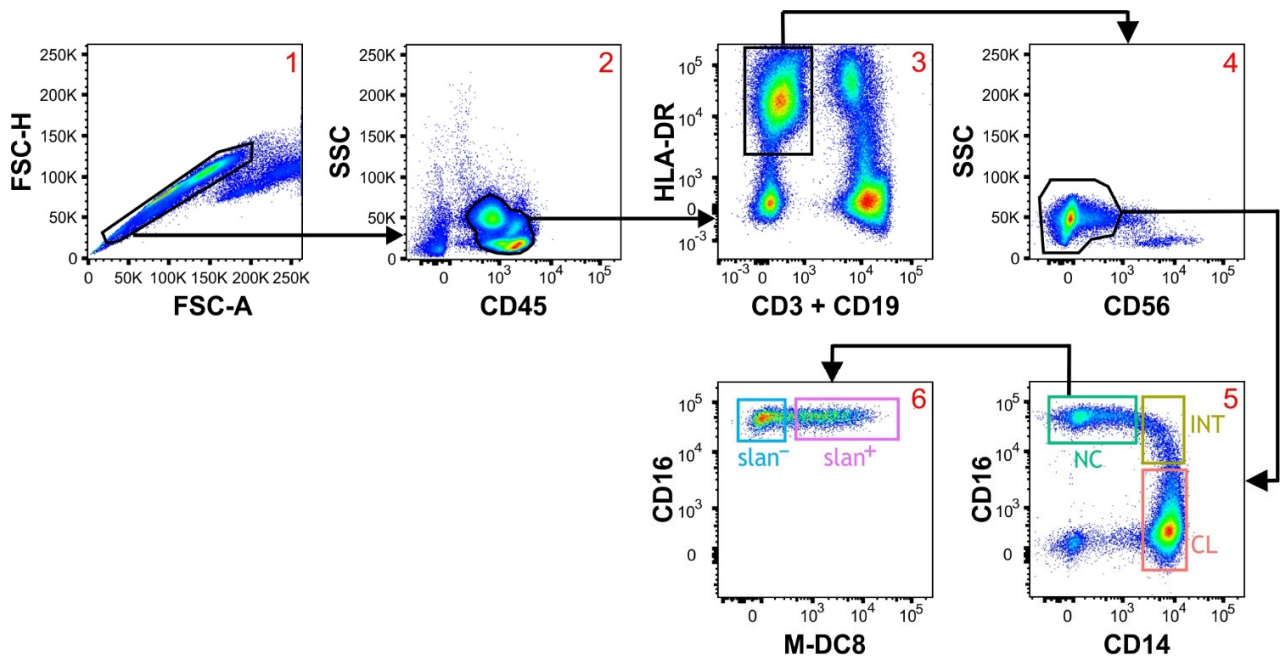 1
250K
200K
150K
100K
50K
0
FSC-H
0 50K 100K 150K 200K 250K
FSC-A
2
250K
200K
150K
100K
50K
0
SSC
0 10³ 10⁴ 10⁵
CD45
3
10⁵
10⁴
10³
0
10⁻³
HLA-DR
10⁻³ 0 10³ 10⁴ 10⁵
CD3 + CD19
4
250K
200K
150K
100K
50K
0
SSC
0 10³ 10⁴ 10⁵
CD56
6
10⁵
10⁴
10³
0
CD16
slan⁻ slan⁺
0 10³ 10⁴ 10⁵
M-DC8
5
10⁵
10⁴
10³
0
CD16
INT
NC
CL
0 10³ 10⁴ 10⁵
CD14